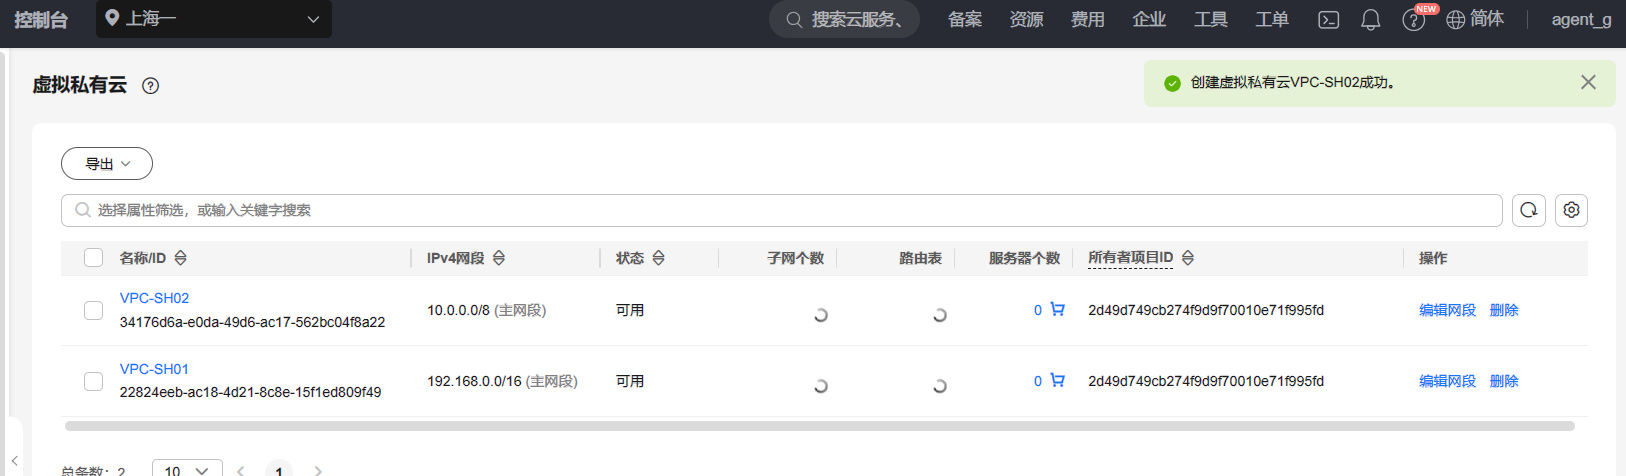 控制台 上海一 搜索云服务、 备案 资源 费用 企业 工具 工单 NEW 简体 agent_g
虚拟私有云
创建虚拟私有云VPC-SH02成功。
导出
选择属性筛选，或输入关键字搜索
名称/ID IPv4网段 状态 子网个数 路由表 服务器个数 所有者项目ID 操作
VPC-SH02
34176d6a-e0da-49d6-ac17-562bc04f8a22 10.0.0.0/8 (主网段) 可用 0 2d49d749cb274f9d9f70010e71f995fd 编辑网段 删除
VPC-SH01
22824eeb-ac18-4d21-8c8e-15f1ed809f49 192.168.0.0/16 (主网段) 可用 0 2d49d749cb274f9d9f70010e71f995fd 编辑网段 删除
总条数：2 10 1